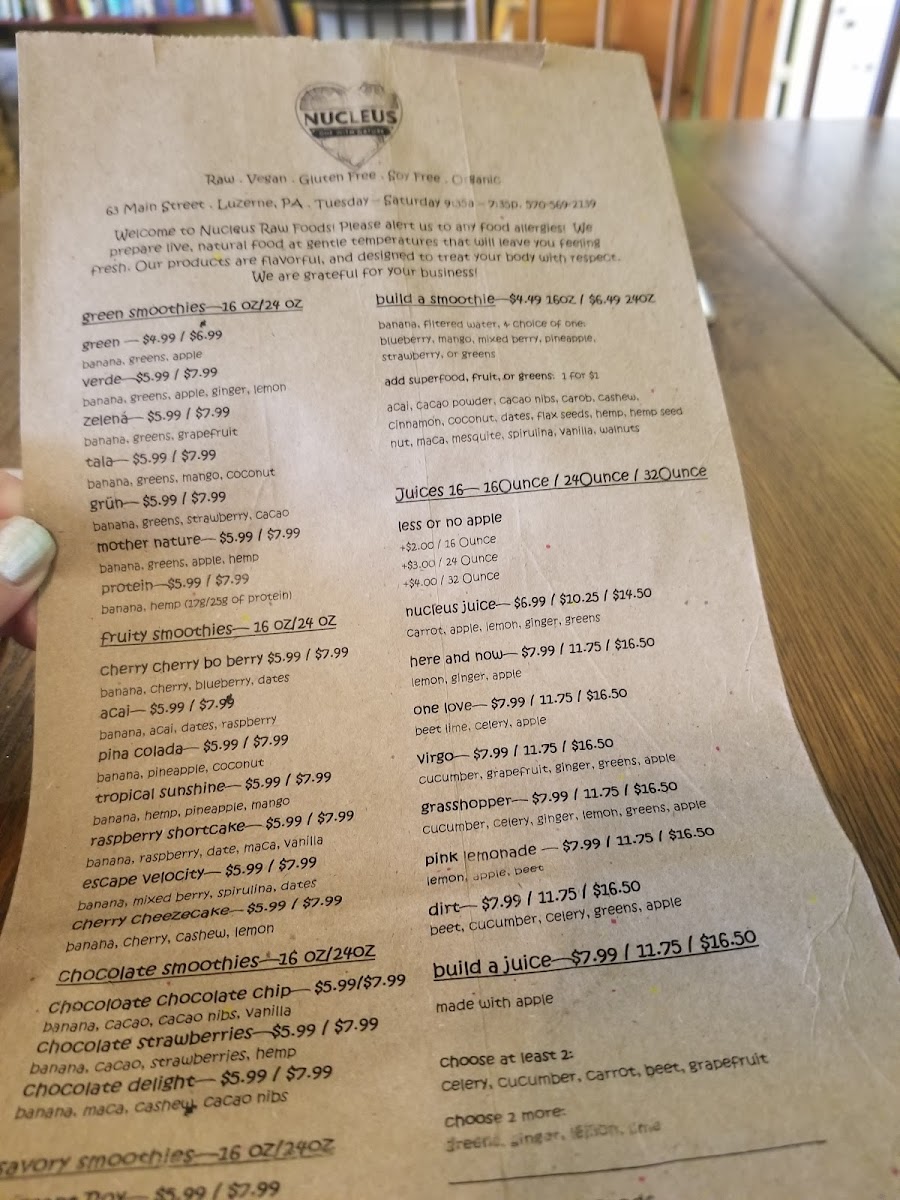 NUCLEUS
Raw . Vegan . Gluten Free . Soy Free . Organic
63 Main Street . Luzerne, PA . Tuesday – Saturday 9:35a – 7:35p. 570-569-2139
Welcome to Nucleus Raw Foods! Please alert us to any food allergies! We
prepare live, natural food at gentle temperatures that will leave you feeling
fresh. Our products are flavorful, and designed to treat your body with respect.
We are grateful for your business!
green smoothies—16 oz/24 oz
green — $4.99 / $6.99
banana, greens, apple
verde—$5.99 / $7.99
banana, greens, apple, ginger, lemon
zelená— $5.99 / $7.99
banana, greens, grapefruit
tala— $5.99 / $7.99
banana, greens, mango, coconut
grün— $5.99 / $7.99
banana, greens, strawberry, cacao
mother nature— $5.99 / $7.99
banana, greens, apple, hemp
protein—$5.99 / $7.99
banana, hemp (17g/25g of protein)
fruity smoothies— 16 oz/24 oz
cherry cherry bo berry $5.99 / $7.99
banana, cherry, blueberry, dates
acai— $5.99 / $7.99
banana, acai, dates, raspberry
pina colada— $5.99 / $7.99
banana, pineapple, coconut
tropical sunshine— $5.99 / $7.99
banana, hemp, pineapple, mango
raspberry shortcake— $5.99 / $7.99
banana, raspberry, date, maca, vanilla
escape velocity— $5.99 / $7.99
banana, mixed berry, spirulina, dates
cherry cheezecake— $5.99 / $7.99
banana, cherry, cashew, lemon
chocolate smoothies—16 oz/24oz
chocoloate chocolate chip— $5.99/$7.99
banana, cacao, cacao nibs, vanilla
chocolate strawberries—$5.99 / $7.99
banana, cacao, strawberries, hemp
chocolate delight— $5.99 / $7.99
banana, maca, cashew, cacao nibs
savory smoothies—16 oz/24oz
$5.99 / $7.99
build a smoothie—$4.49 16oz / $6.49 24oz
banana, filtered water, & choice of one:
blueberry, mango, mixed berry, pineapple,
strawberry, or greens
add superfood, fruit, or greens: 1 for $1
acai, cacao powder, cacao nibs, carob, cashew,
cinnamon, coconut, dates, flax seeds, hemp, hemp seed
nut, maca, mesquite, spirulina, vanilla, walnuts
Juices 16— 16Ounce / 24Ounce / 32Ounce
less or no apple
+$2.00 / 16 Ounce
+$3.00 / 24 Ounce
+$4.00 / 32 Ounce
nucleus juice— $6.99 / $10.25 / $14.50
carrot, apple, lemon, ginger, greens
here and now— $7.99 / 11.75 / $16.50
lemon, ginger, apple
one love— $7.99 / 11.75 / $16.50
beet lime, celery, apple
virgo— $7.99 / 11.75 / $16.50
cucumber, grapefruit, ginger, greens, apple
grasshopper— $7.99 / 11.75 / $16.50
cucumber, celery, ginger, lemon, greens, apple
pink lemonade — $7.99 / 11.75 / $16.50
lemon, apple, beet
dirt— $7.99 / 11.75 / $16.50
beet, cucumber, celery, greens, apple
build a juice—$7.99 / 11.75 / $16.50
made with apple
choose at least 2:
celery, cucumber, carrot, beet, grapefruit
choose 2 more:
greens, ginger, lemon, lime